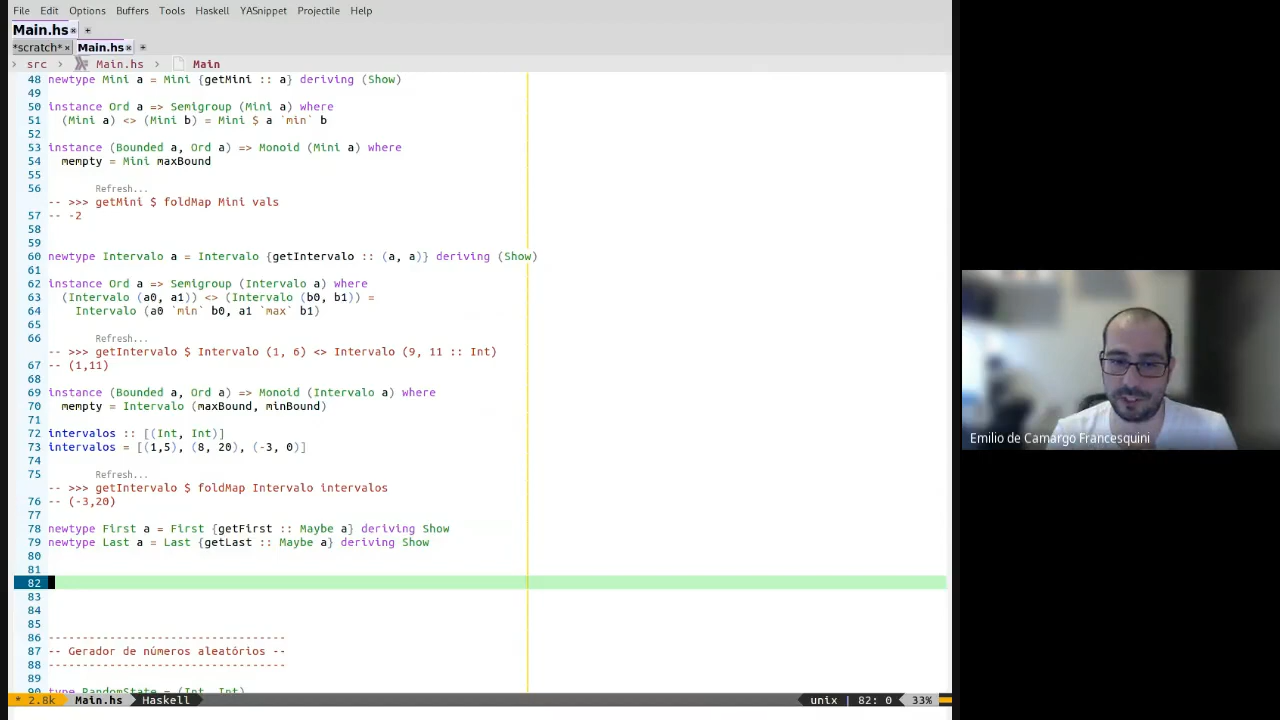 File Edit Options Buffers Tools Haskell YASnippet Projectile Help
Main.hs
*scratch* Main.hs
src Main.hs Main
48 newtype Mini a = Mini {getMini :: a} deriving (Show)
49
50 instance Ord a => Semigroup (Mini a) where
51 (Mini a) <> (Mini b) = Mini $ a `min` b
52
53 instance (Bounded a, Ord a) => Monoid (Mini a) where
54 mempty = Mini maxBound
55
56 Refresh...
-- >>> getMini $ foldMap Mini vals
57 -- -2
58
59
60 newtype Intervalo a = Intervalo {getIntervalo :: (a, a)} deriving (Show)
61
62 instance Ord a => Semigroup (Intervalo a) where
63 (Intervalo (a0, a1)) <> (Intervalo (b0, b1)) =
64 Intervalo (a0 `min` b0, a1 `max` b1)
65
66 Refresh...
-- >>> getIntervalo $ Intervalo (1, 6) <> Intervalo (9, 11 :: Int)
67 -- (1,11)
68
69 instance (Bounded a, Ord a) => Monoid (Intervalo a) where
70 mempty = Intervalo (maxBound, minBound)
71
72 intervalos :: [(Int, Int)]
73 intervalos = [(1,5), (8, 20), (-3, 0)]
74
75 Refresh...
-- >>> getIntervalo $ foldMap Intervalo intervalos
76 -- (-3,20)
77
78 newtype First a = First {getFirst :: Maybe a} deriving Show
79 newtype Last a = Last {getLast :: Maybe a} deriving Show
80
81
82
83
84
85
86 ----------------------------------
87 -- Gerador de números aleatórios --
88 ----------------------------------
89
90 type RandomState = (Int, Int)
* 2.8k Main.hs Haskell unix | 82: 0 33%
Emilio de Camargo Francesquini